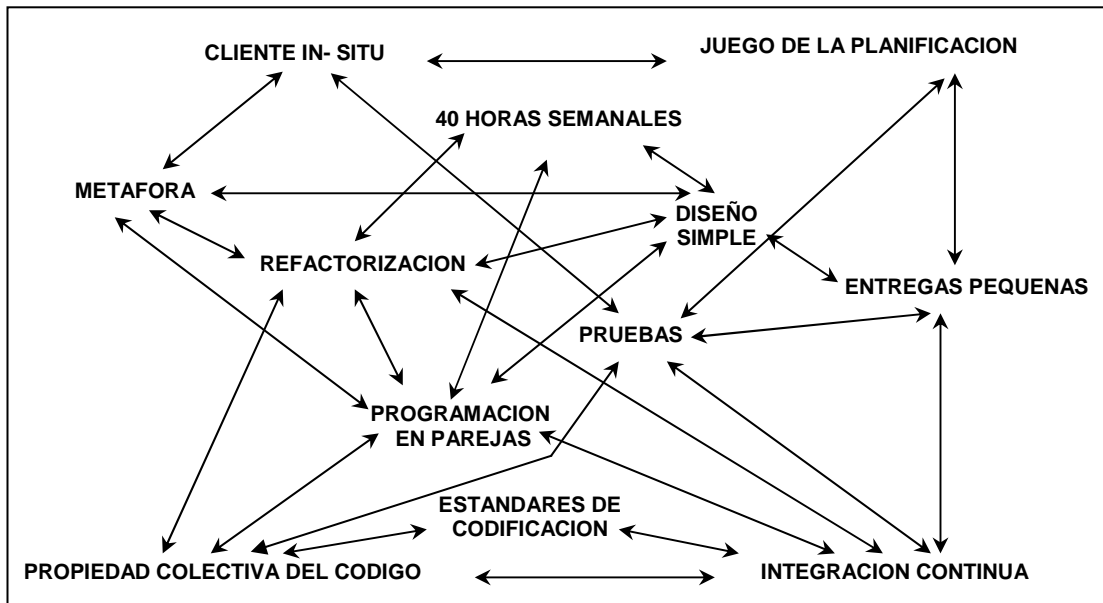 CLIENTE IN- SITU
JUEGO DE LA PLANIFICACION
40 HORAS SEMANALES
METAFORA
DISEÑO
SIMPLE
REFACTORIZACION
ENTREGAS PEQUENAS
PRUEBAS
PROGRAMACION
EN PAREJAS
ESTANDARES DE
CODIFICACION
PROPIEDAD COLECTIVA DEL CODIGO
INTEGRACION CONTINUA